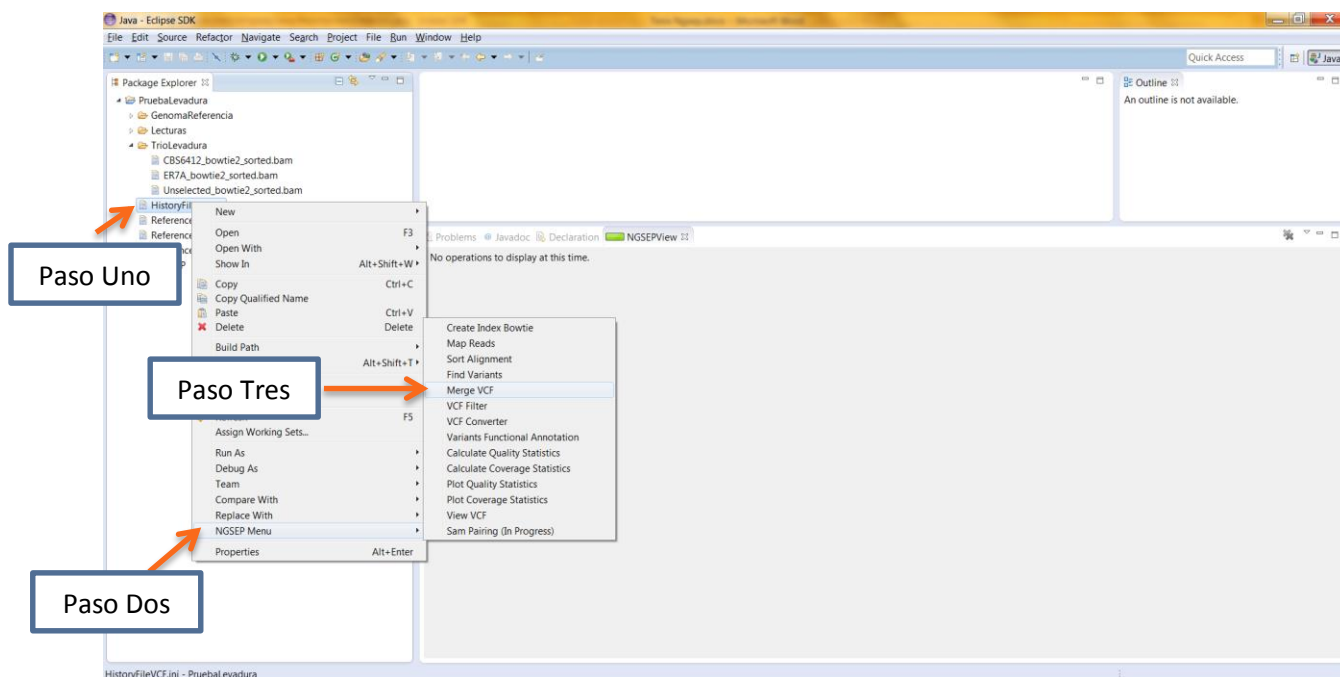 Java - Eclipse SDK
File Edit Source Refactor Navigate Search Project File Run Window Help
Quick Access
Java
Package Explorer
PruebaLevadura
GenomaReferencia
Lecturas
TrioLevadura
CBS6412_bowtie2_sorted.bam
ER7A_bowtie2_sorted.bam
Unselected_bowtie2_sorted.bam
HistoryFil
Reference
Reference
Outline
An outline is not available.
Problems Javadoc Declaration NGSEPView
No operations to display at this time.
New
Open F3
Open With
Show In Alt+Shift+W
Copy Ctrl+C
Copy Qualified Name
Paste Ctrl+V
Delete Delete
Build Path
Alt+Shift+T
F5
Assign Working Sets...
Run As
Debug As
Team
Compare With
Replace With
NGSEP Menu
Properties Alt+Enter
Create Index Bowtie
Map Reads
Sort Alignment
Find Variants
Merge VCF
VCF Filter
VCF Converter
Variants Functional Annotation
Calculate Quality Statistics
Calculate Coverage Statistics
Plot Quality Statistics
Plot Coverage Statistics
View VCF
Sam Pairing (In Progress)
Paso Uno
Paso Tres
Paso Dos
HistoryFileVCF.ini - PruebaLevadura